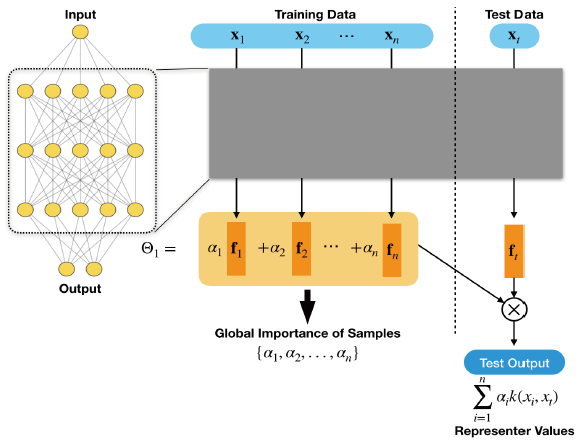 Input
Training Data
Test Data
x₁ x₂ ⋯ xₙ
xₜ
Θ₁ = α₁ f₁ +α₂ f₂ ⋯ +αₙ fₙ
fₜ
Output
Global Importance of Samples
{α₁, α₂, . . . , αₙ}
Test Output
n
∑ αᵢk(xᵢ, xₜ)
i=1
Representer Values